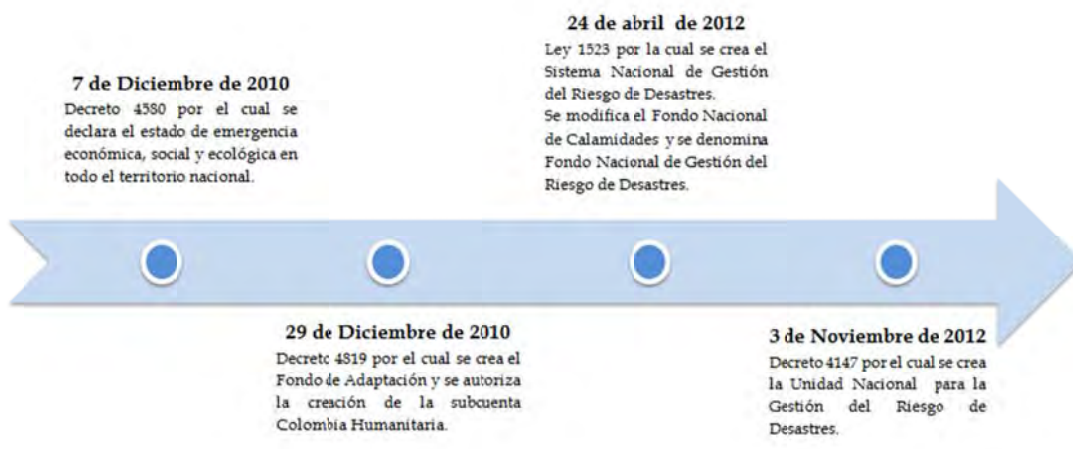 7 de Diciembre de 2010
Decreto 4580 por el cual se
declara el estado de emergencia
económica, social y ecológica en
todo el territorio nacional.
29 de Diciembre de 2010
Decreto 4819 por el cual se crea el
Fondo de Adaptación y se autoriza
la creación de la subcuenta
Colombia Humanitaria.
24 de abril de 2012
Ley 1523 por la cual se crea el
Sistema Nacional de Gestión
del Riesgo de Desastres.
Se modifica el Fondo Nacional
de Calamidades y se denomina
Fondo Nacional de Gestión del
Riesgo de Desastres.
3 de Noviembre de 2012
Decreto 4147 por el cual se crea
la Unidad Nacional para la
Gestión del Riesgo de
Desastres.